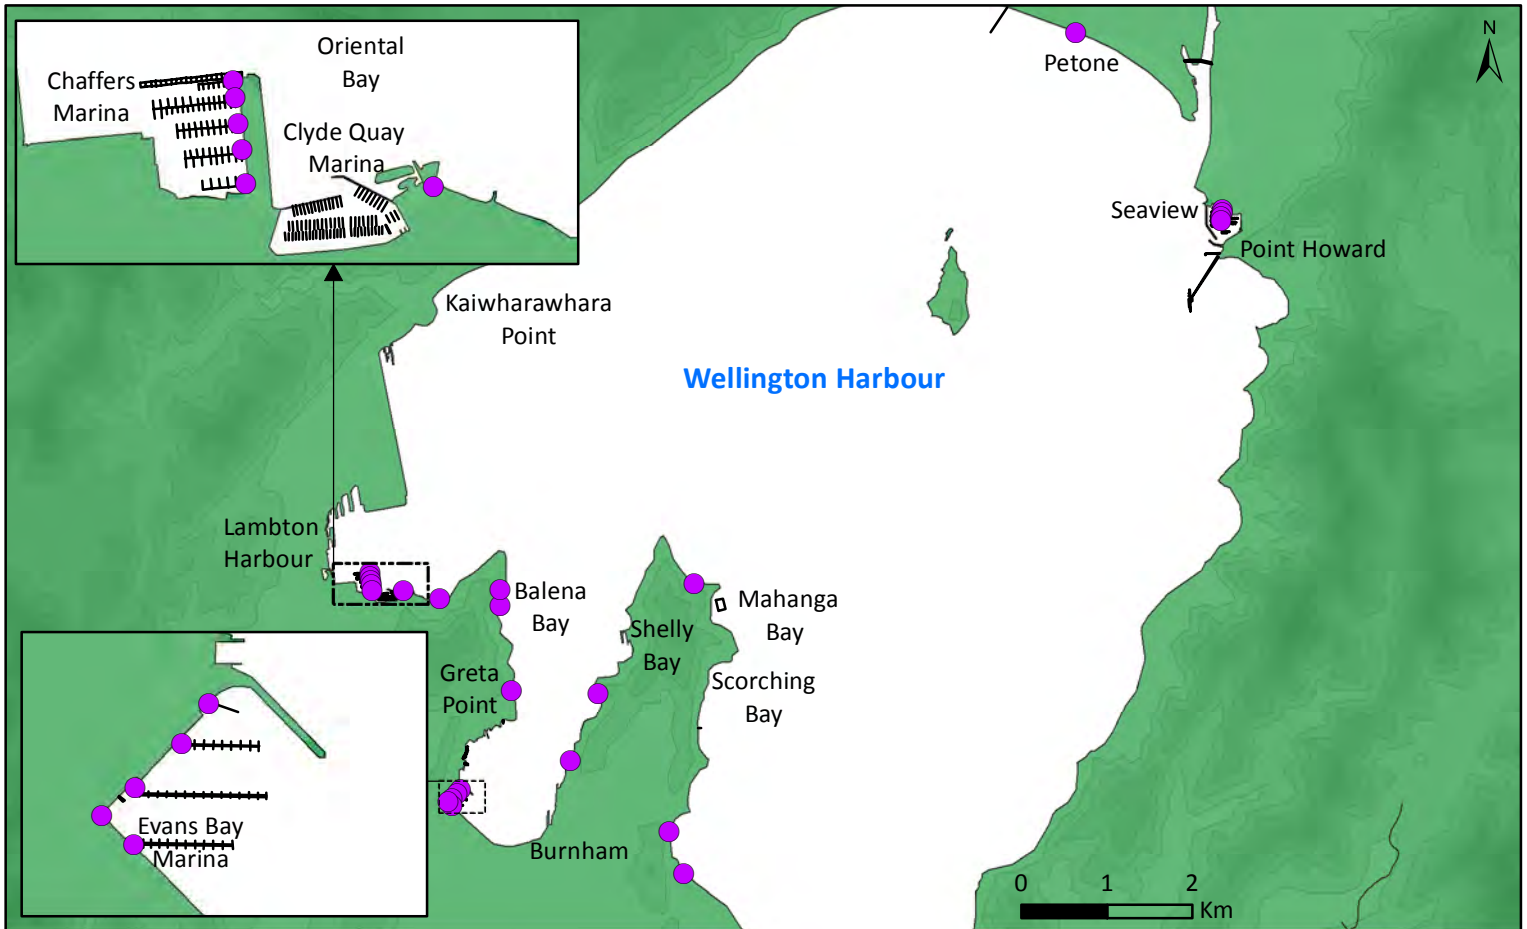 Oriental
Bay
Chaffers
Marina
Clyde Quay
Marina
Petone
N
Seaview
Point Howard
Kaiwharawhara
Point
Wellington Harbour
Lambton
Harbour
Balena
Bay
Mahanga
Bay
Shelly
Bay
Greta
Point
Scorching
Bay
Evans Bay
Marina
Burnham
0 1 2
Km